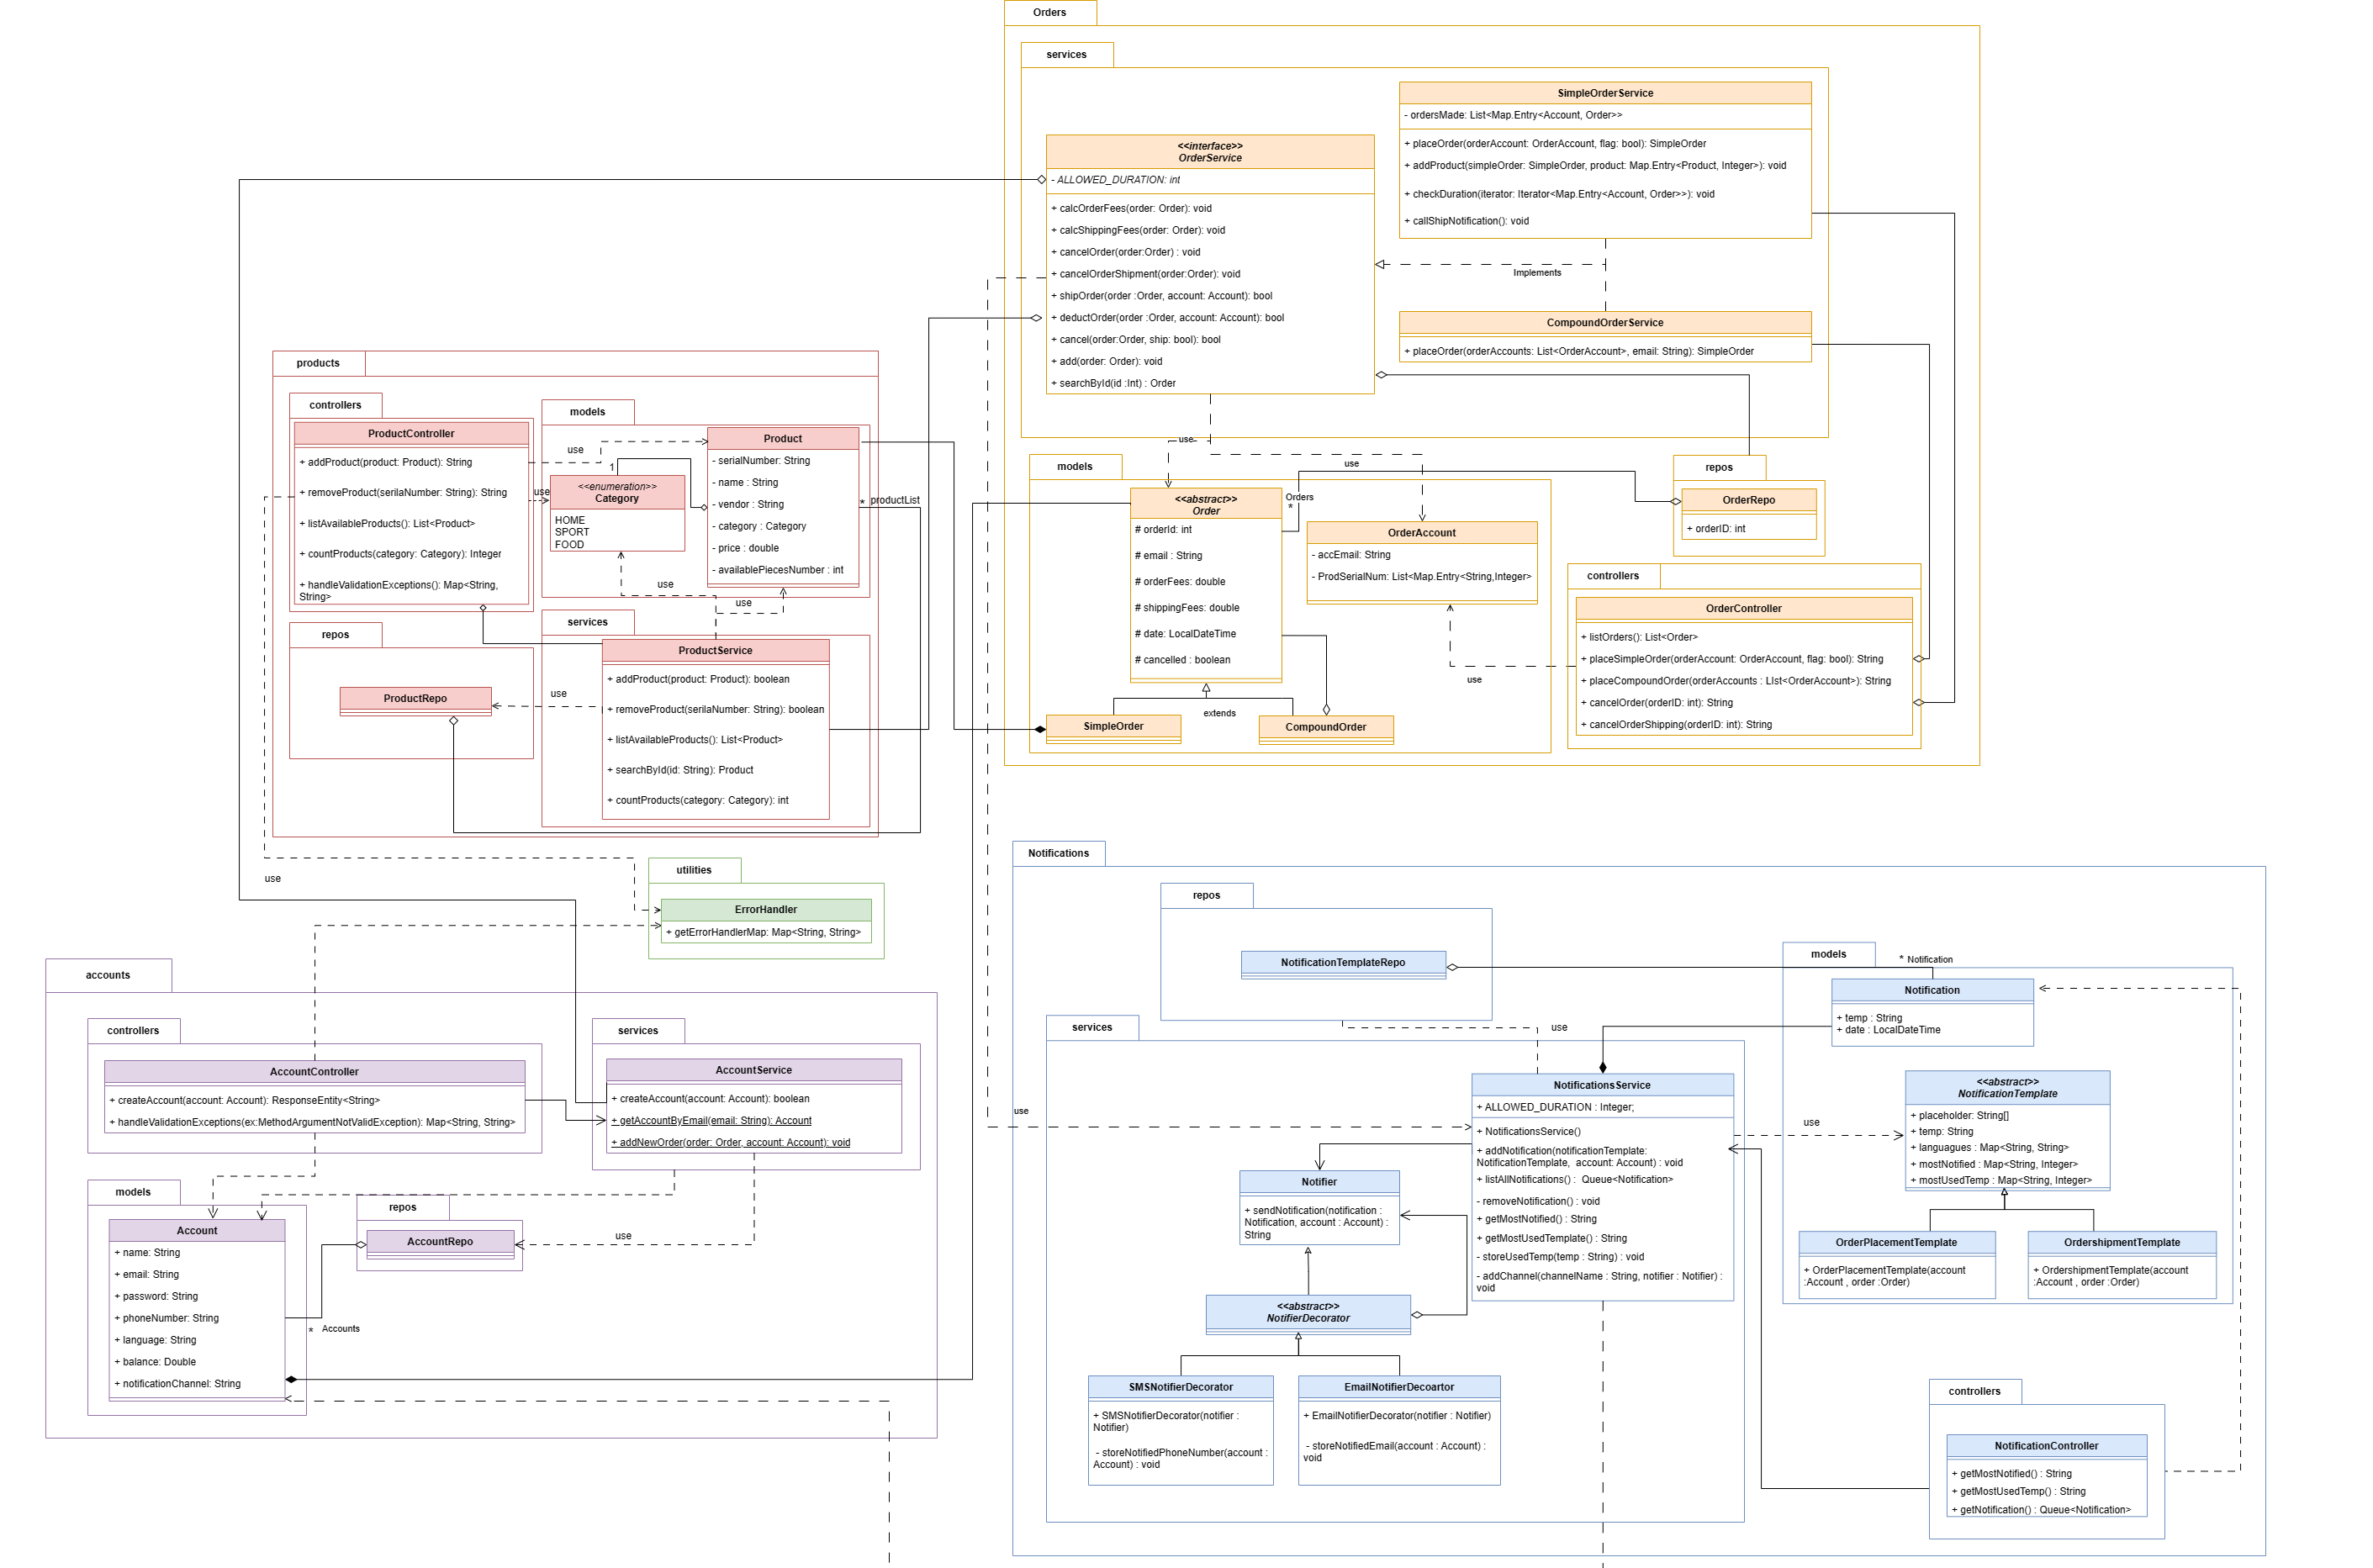 Orders
services
SimpleOrderService
- ordersMade: List<Map.Entry<Account, Order>>
+ placeOrder(orderAccount: OrderAccount, flag: bool): SimpleOrder
+ addProduct(simpleOrder: SimpleOrder, product: Map.Entry<Product, Integer>): void
+ checkDuration(iterator: Iterator<Map.Entry<Account, Order>>): void
+ callShipNotification(): void
<<interface>>
OrderService
- ALLOWED_DURATION: int
+ calcOrderFees(order: Order): void
+ calcShippingFees(order: Order): void
+ cancelOrder(order:Order) : void
+ cancelOrderShipment(order:Order): void
+ shipOrder(order :Order, account: Account): bool
+ deductOrder(order :Order, account: Account): bool
+ cancel(order:Order, ship: bool): bool
+ add(order: Order): void
+ searchById(id :Int) : Order
Implements
CompoundOrderService
+ placeOrder(orderAccounts: List<OrderAccount>, email: String): SimpleOrder
use
use
models
<<abstract>>
Order
# orderId: int
# email : String
# orderFees: double
# shippingFees: double
# date: LocalDateTime
# cancelled : boolean
Orders
*
OrderAccount
- accEmail: String
- ProdSerialNum: List<Map.Entry<String,Integer>
extends
SimpleOrder
CompoundOrder
use
repos
OrderRepo
+ orderID: int
controllers
OrderController
+ listOrders(): List<Order>
+ placeSimpleOrder(orderAccount: OrderAccount, flag: bool): String
+ placeCompoundOrder(orderAccounts : LIst<OrderAccount>): String
+ cancelOrder(orderID: int): String
+ cancelOrderShipping(orderID: int): String
products
controllers
ProductController
+ addProduct(product: Product): String
+ removeProduct(serilaNumber: String): String
+ listAvailableProducts(): List<Product>
+ countProducts(category: Category): Integer
+ handleValidationExceptions(): Map<String,
String>
use
use
models
1
<<enumeration>>
Category
HOME
SPORT
FOOD
Product
- serialNumber: String
- name : String
- vendor : String
- category : Category
- price : double
- availablePiecesNumber : int
* productList
use
use
repos
ProductRepo
use
services
ProductService
+ addProduct(product: Product): boolean
+ removeProduct(serilaNumber: String): boolean
+ listAvailableProducts(): List<Product>
+ searchById(id: String): Product
+ countProducts(category: Category): int
use
utilities
ErrorHandler
+ getErrorHandlerMap: Map<String, String>
accounts
controllers
AccountController
+ createAccount(account: Account): ResponseEntity<String>
+ handleValidationExceptions(ex:MethodArgumentNotValidException): Map<String, String>
services
AccountService
+ createAccount(account: Account): boolean
+ getAccountByEmail(email: String): Account
+ addNewOrder(order: Order, account: Account): void
models
Account
+ name: String
+ email: String
+ password: String
+ phoneNumber: String
+ language: String
+ balance: Double
+ notificationChannel: String
* Accounts
repos
AccountRepo
use
use
Notifications
repos
NotificationTemplateRepo
use
services
NotificationsService
+ ALLOWED_DURATION : Integer;
+ NotificationsService()
+ addNotification(notificationTemplate:
NotificationTemplate, account: Account) : void
+ listAllNotifications() : Queue<Notification>
- removeNotification() : void
+ getMostNotified() : String
+ getMostUsedTemplate() : String
- storeUsedTemp(temp : String) : void
- addChannel(channelName : String, notifier : Notifier) :
void
Notifier
+ sendNotification(notification :
Notification, account : Account) :
String
<<abstract>>
NotifierDecorator
SMSNotifierDecorator
+ SMSNotifierDecorator(notifier :
Notifier)
- storeNotifiedPhoneNumber(account :
Account) : void
EmailNotifierDecoartor
+ EmailNotifierDecorator(notifier : Notifier)
- storeNotifiedEmail(account : Account) :
void
use
models
* Notification
Notification
+ temp : String
+ date : LocalDateTime
<<abstract>>
NotificationTemplate
+ placeholder: String[]
+ temp: String
+ languagues : Map<String, String>
+ mostNotified : Map<String, Integer>
+ mostUsedTemp : Map<String, Integer>
OrderPlacementTemplate
+ OrderPlacementTemplate(account
:Account , order :Order)
OrdershipmentTemplate
+ OrdershipmentTemplate(account
:Account , order :Order)
controllers
NotificationController
+ getMostNotified() : String
+ getMostUsedTemp() : String
+ getNotification() : Queue<Notification>